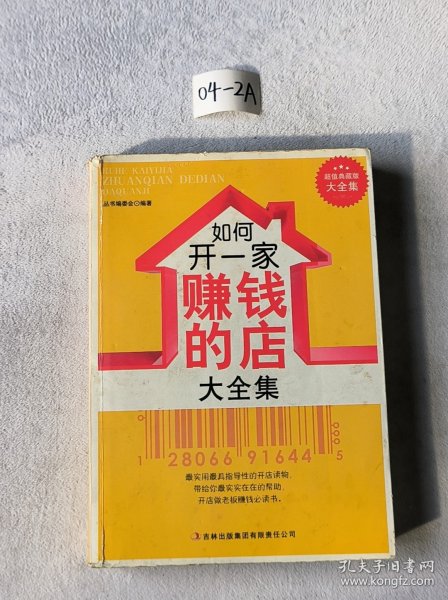 04-2A
RUHE KAIYIJIA
ZHUANQIAN DEDIAN
DAQUANJI
丛书编委会◎编著
超值典藏版
大全集
如何
开一家
赚钱
的店
大全集
1 28066 91644 5
最实用最具指导性的开店读物,
带给你最实实在在的帮助,
开店做老板赚钱必读书。
吉林出版集团有限责任公司
孔夫子旧书网
www.kongfz.com